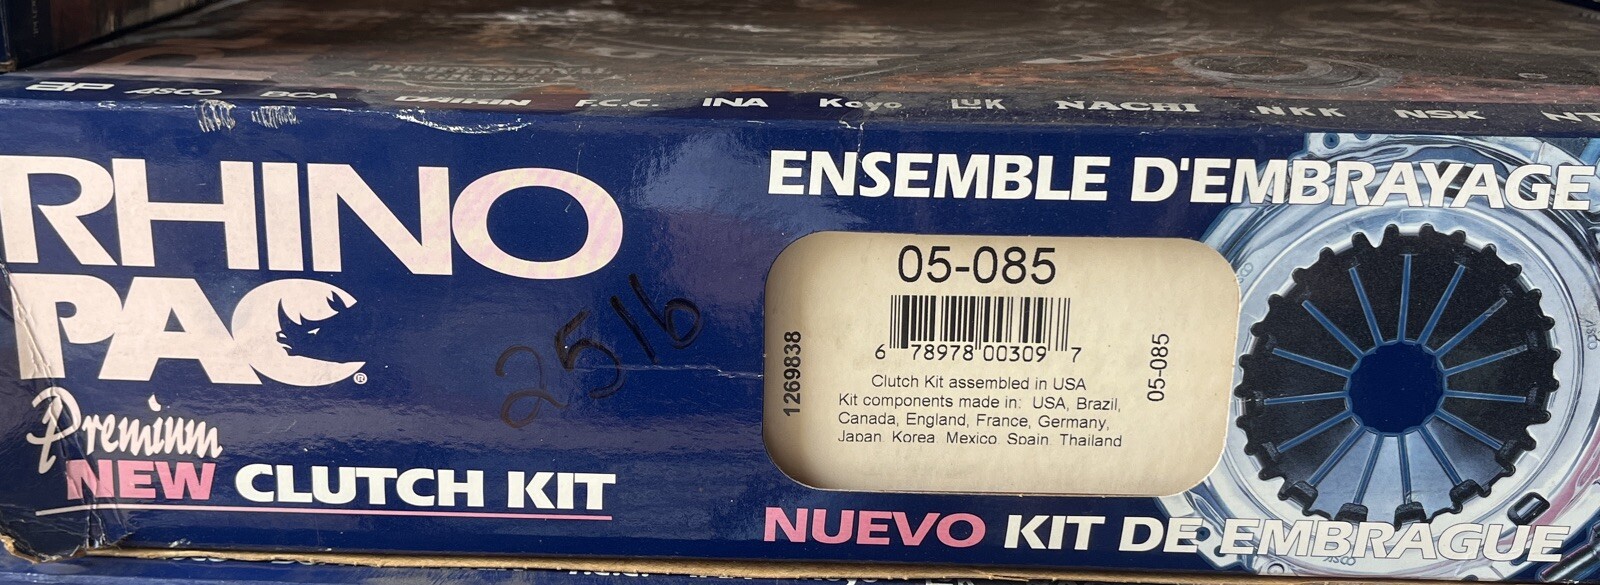 AP ASCO BCA DAIKIN F.C.C. INA Koyo LUK NACHI NKK NSK
RHINO
PAC®
Premium
NEW CLUTCH KIT
2516
ENSEMBLE D'EMBRAYAGE
05-085
6 78978 00309 7
1269838
05-085
Clutch Kit assembled in USA
Kit components made in: USA, Brazil,
Canada, England, France, Germany,
Japan, Korea, Mexico, Spain, Thailand
NUEVO KIT DE EMBRAGUE
ASCO